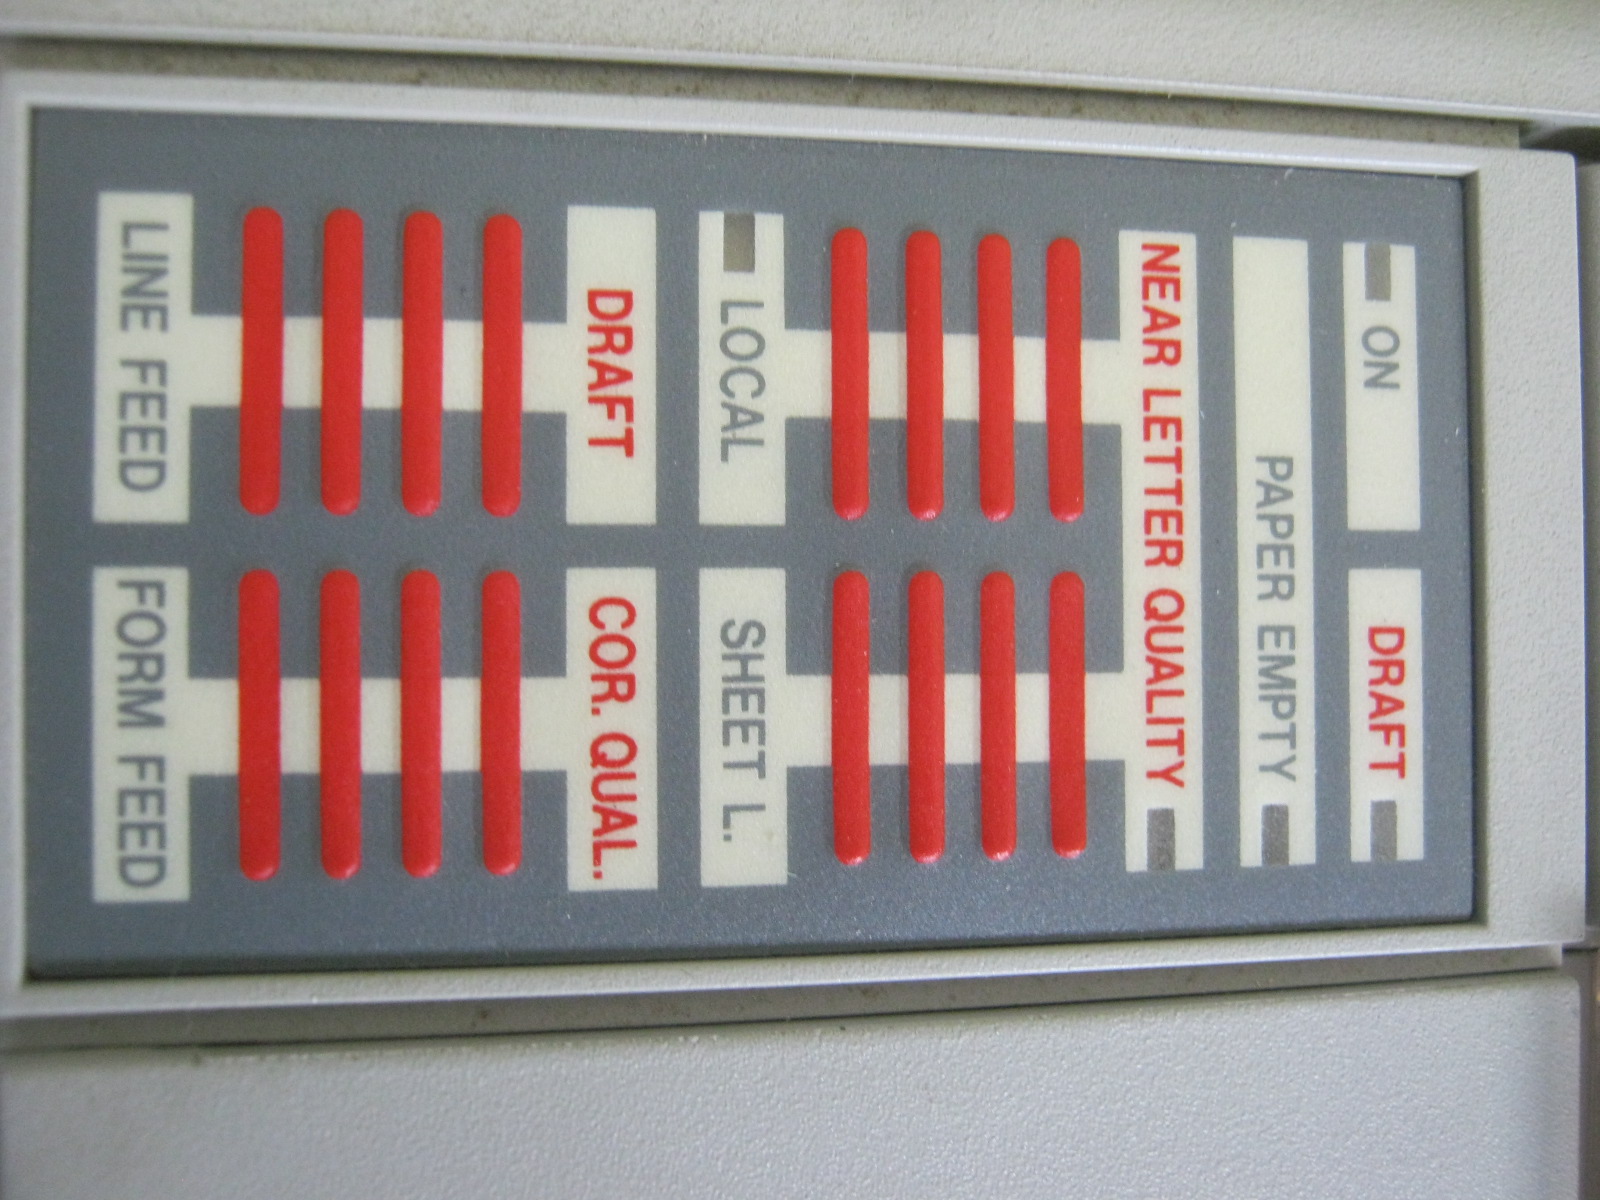 ON DRAFT
PAPER EMPTY
NEAR LETTER QUALITY
LOCAL SHEET L.
DRAFT COR. QUAL.
LINE FEED FORM FEED